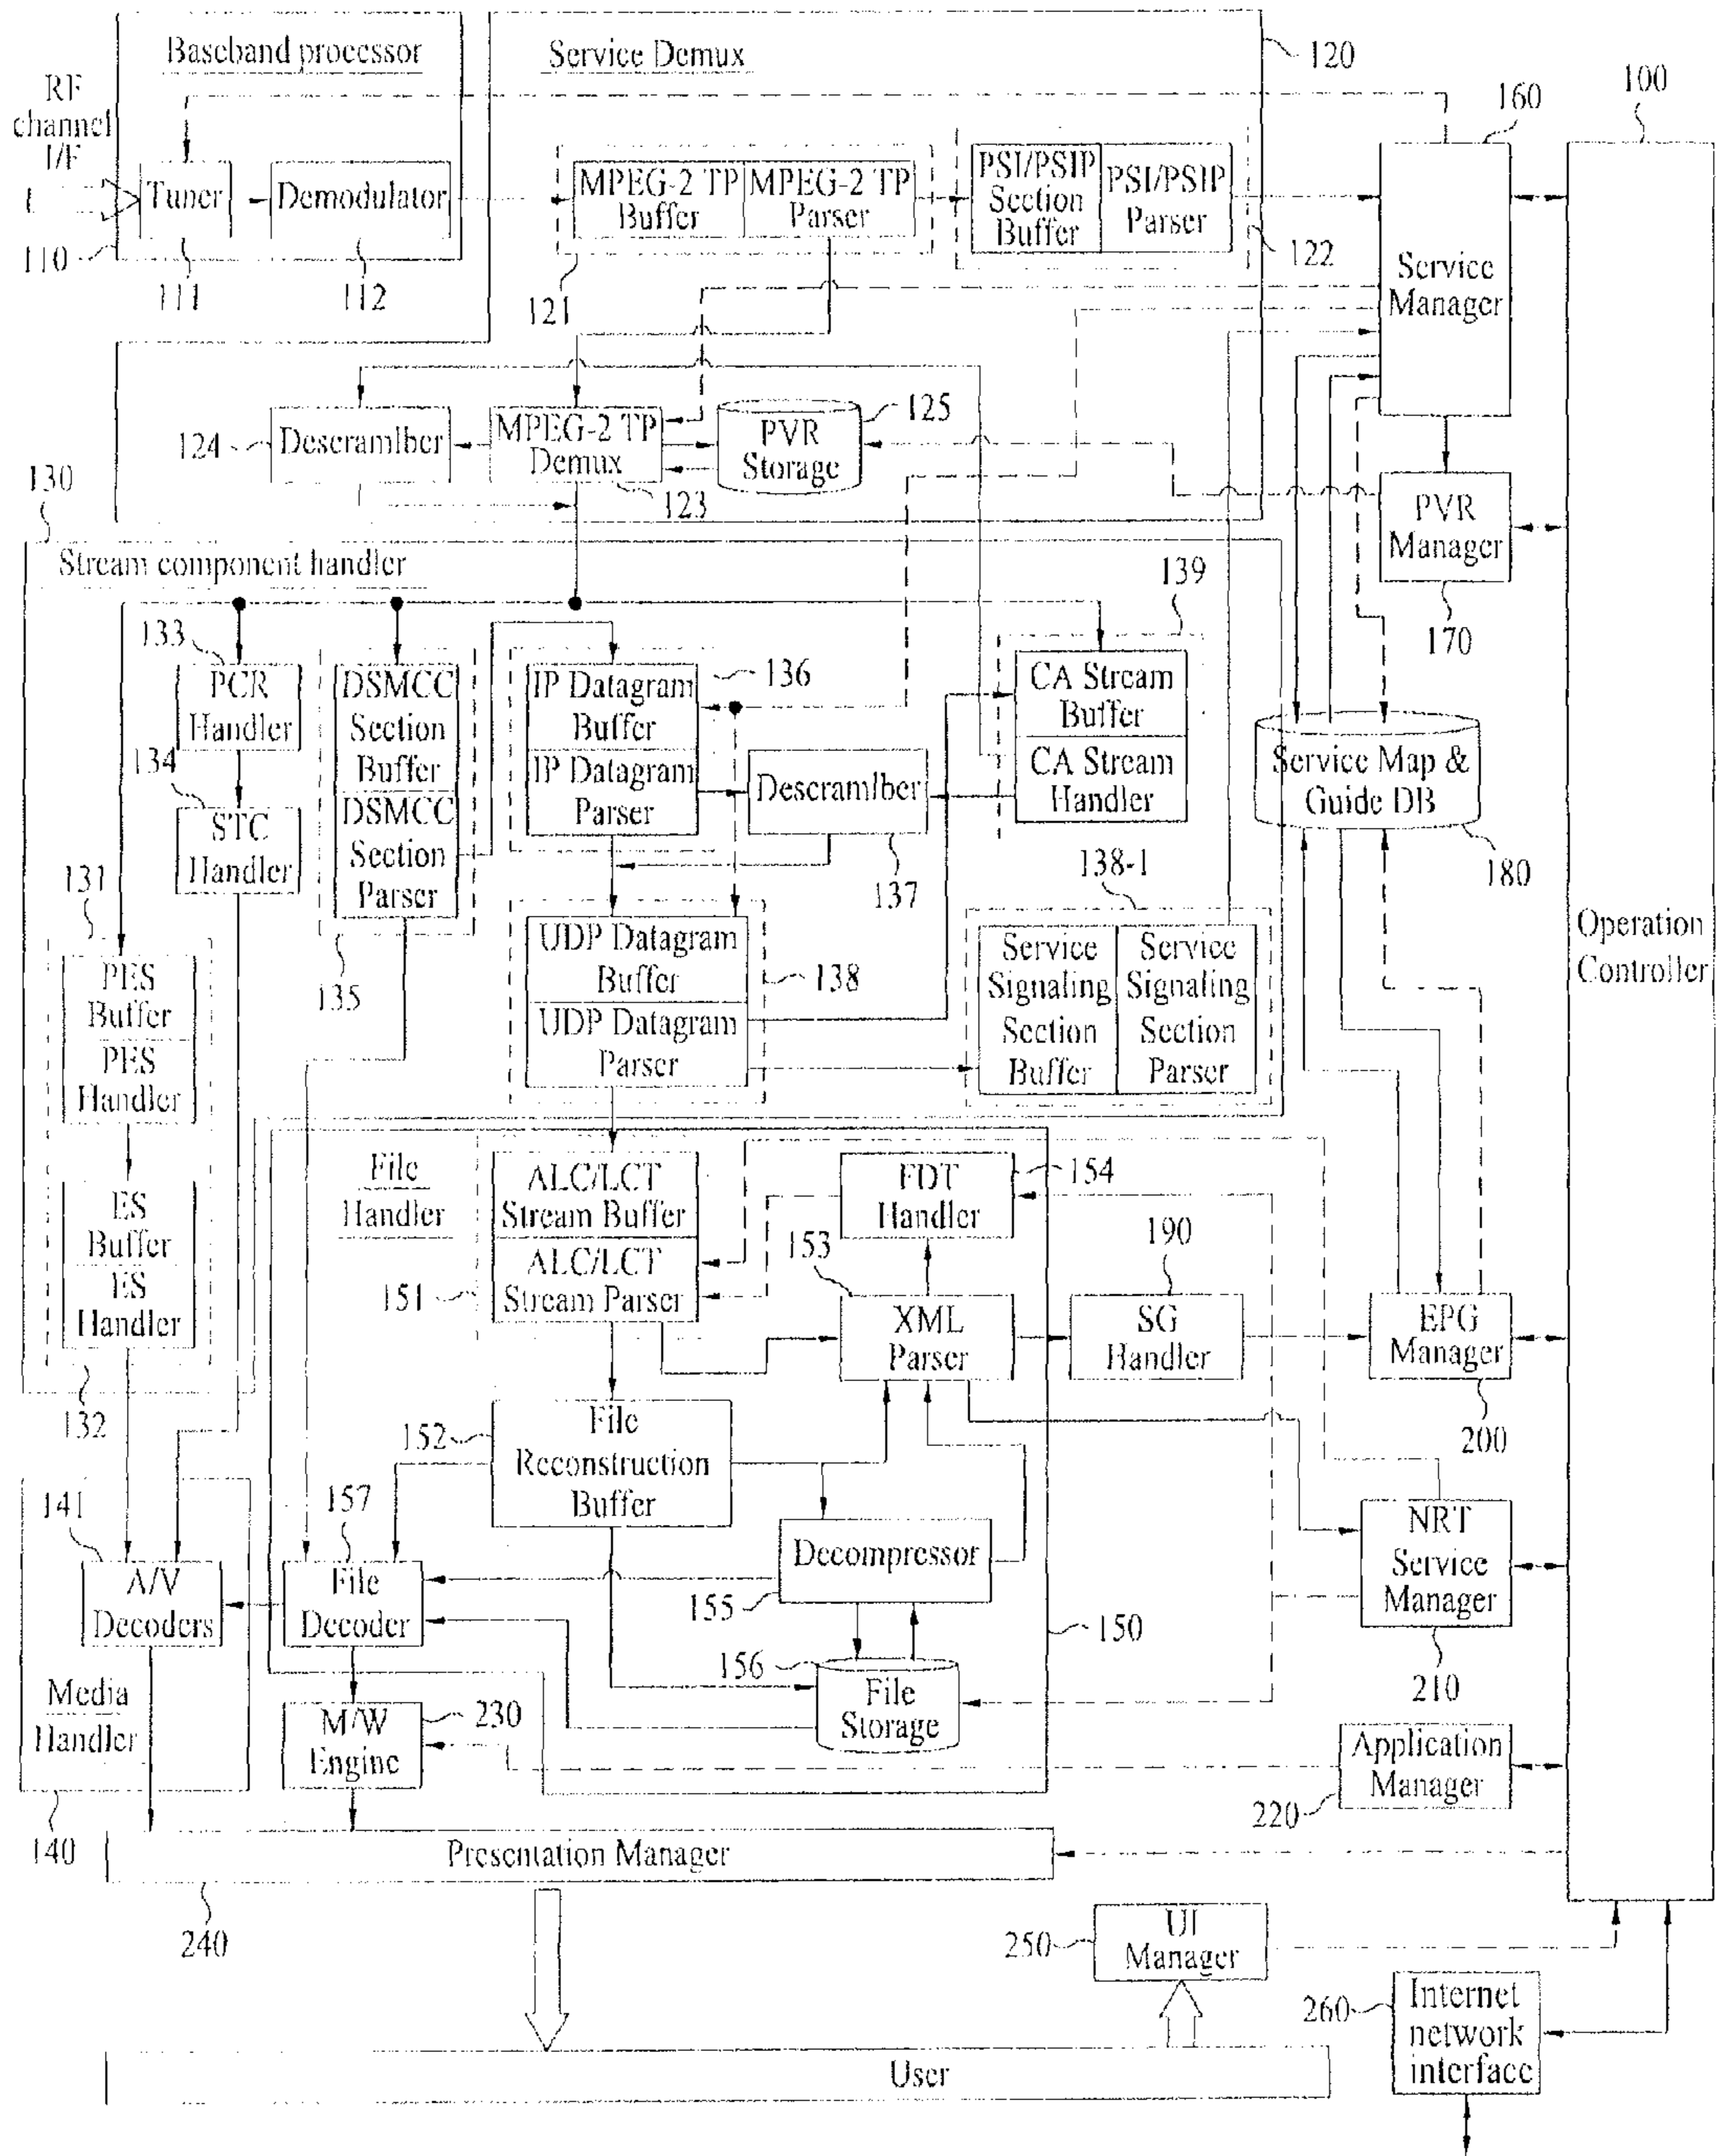 Baseband processor
Service Demux
120
100
160
RF
channel
I/F
Tuner
Demodulator
MPEG-2 TP
Buffer
MPEG-2 TP
Parser
PSI/PSIP
Section
Buffer
PSI/PSIP
Parser
110
111
112
121
122
Service
Manager
124
Descramlber
MPEG-2 TP
Demux
123
PVR
Storage
125
130
Stream component handler
PVR
Manager
170
139
133
PCR
Handler
134
STC
Handler
DSMCC
Section
Buffer
DSMCC
Section
Parser
135
IP Datagram
Buffer
IP Datagram
Parser
136
Descramlber
137
CA Stream
Buffer
CA Stream
Handler
Service Map &
Guide DB
180
138-1
131
PES
Buffer
PES
Handler
UDP Datagram
Buffer
UDP Datagram
Parser
138
Service
Signaling
Section
Buffer
Service
Signaling
Section
Parser
Operation
Controller
ES
Buffer
ES
Handler
132
File
Handler
ALC/LCT
Stream Buffer
ALC/LCT
Stream Parser
151
FDT
Handler
154
153
XML
Parser
190
SG
Handler
EPG
Manager
200
152
File
Reconstruction
Buffer
141
A/V
Decoders
157
File
Decoder
Decompressor
155
150
NRT
Service
Manager
210
156
File
Storage
Media
Handler
140
M/W
Engine
230
Application
Manager
220
Presentation Manager
240
250
UI
Manager
260
Internet
network
interface
User